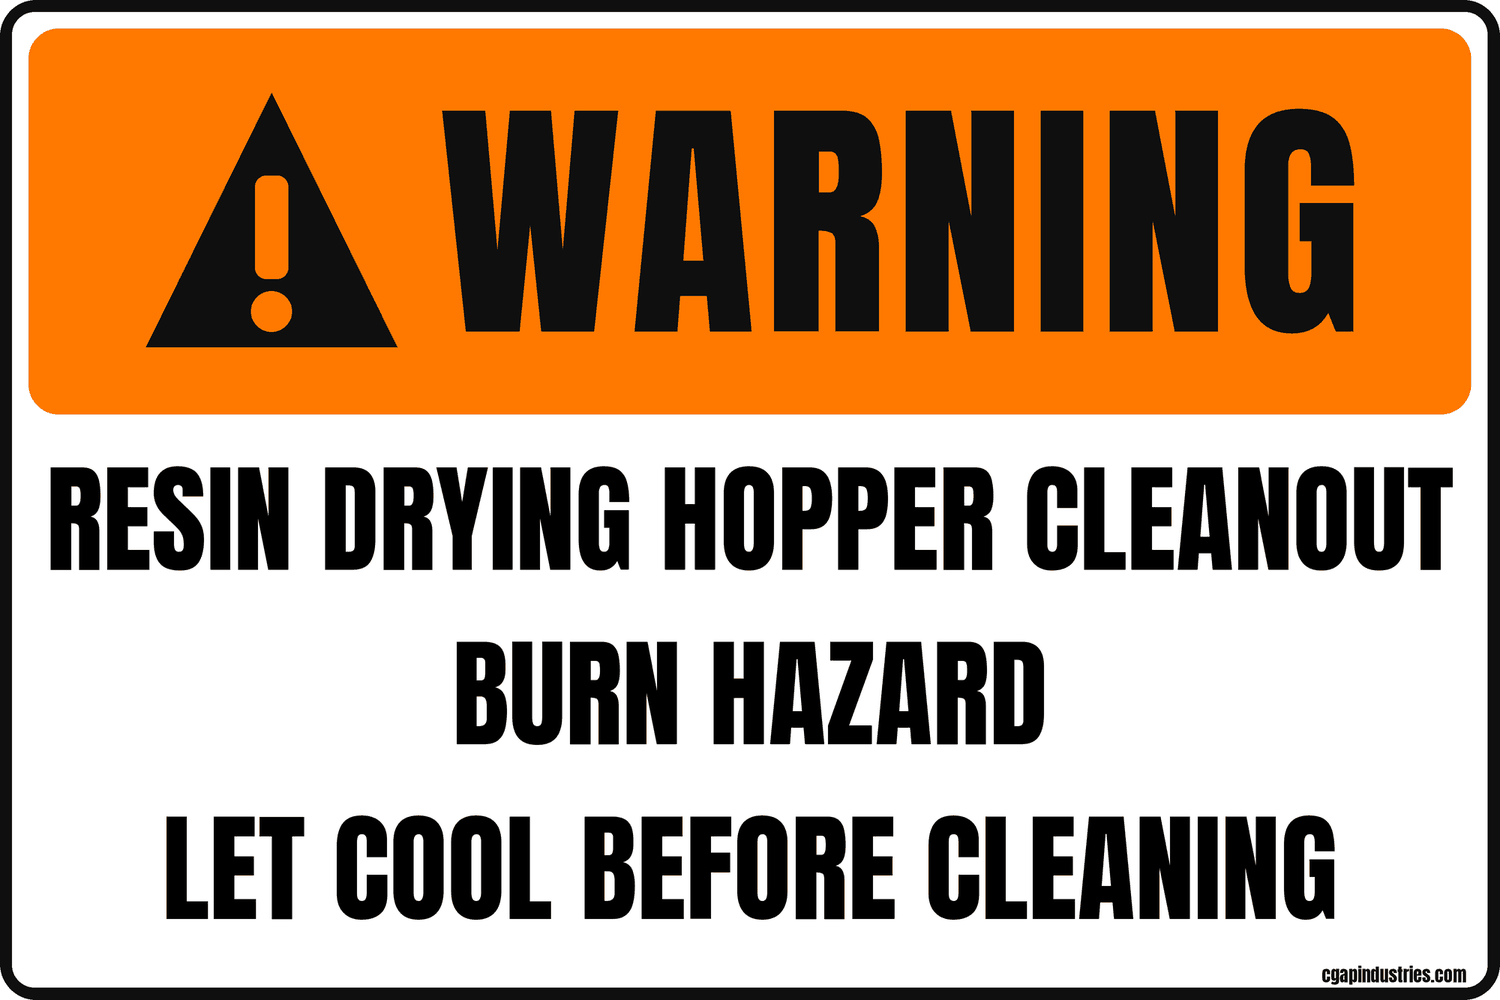 WARNING
RESIN DRYING HOPPER CLEANOUT
BURN HAZARD
LET COOL BEFORE CLEANING
cgapindustries.com